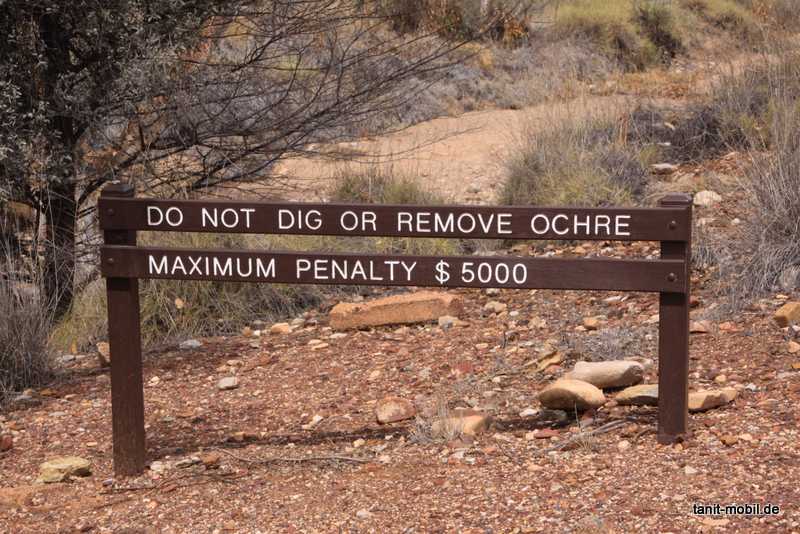 DO NOT DIG OR REMOVE OCHRE
MAXIMUM PENALTY $5000
tanit-mobil.de